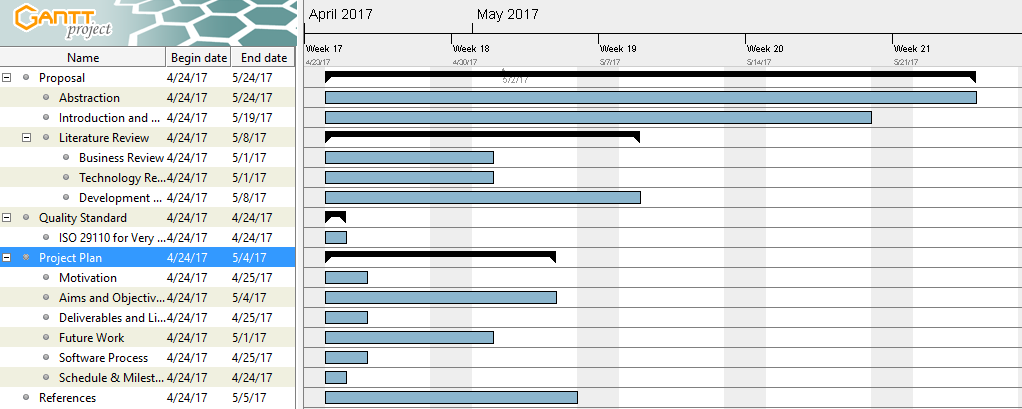 GANTT
project
April 2017 May 2017
Week 17 Week 18 Week 19 Week 20 Week 21
4/23/17 4/30/17 5/7/17 5/14/17 5/21/17
Name Begin date End date
5/2/17
Proposal 4/24/17 5/24/17
Abstraction 4/24/17 5/24/17
Introduction and ... 4/24/17 5/19/17
Literature Review 4/24/17 5/8/17
Business Review 4/24/17 5/1/17
Technology Re... 4/24/17 5/1/17
Development ... 4/24/17 5/8/17
Quality Standard 4/24/17 4/24/17
ISO 29110 for Very ... 4/24/17 4/24/17
Project Plan 4/24/17 5/4/17
Motivation 4/24/17 4/25/17
Aims and Objectiv... 4/24/17 5/4/17
Deliverables and Li... 4/24/17 4/25/17
Future Work 4/24/17 5/1/17
Software Process 4/24/17 4/25/17
Schedule & Milest... 4/24/17 4/24/17
References 4/24/17 5/5/17